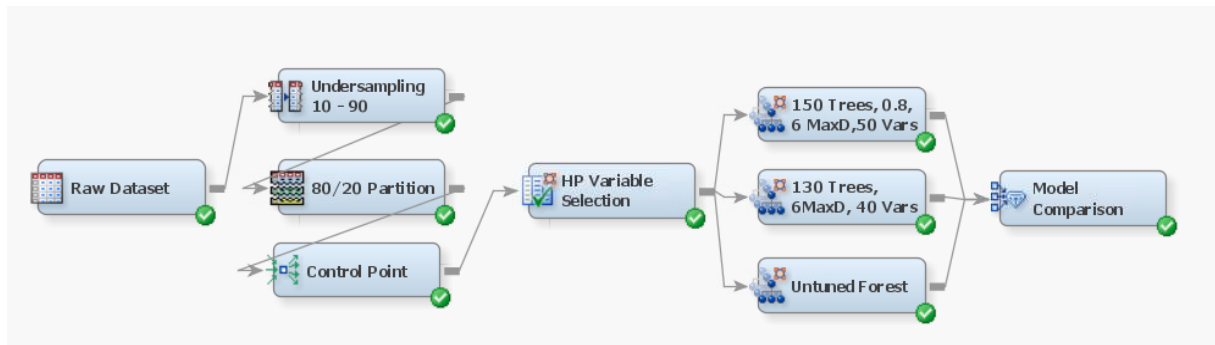 Raw Dataset
Undersampling
10 - 90
80/20 Partition
Control Point
HP Variable
Selection
150 Trees, 0.8,
6 MaxD,50 Vars
130 Trees,
6MaxD, 40 Vars
Untuned Forest
Model
Comparison